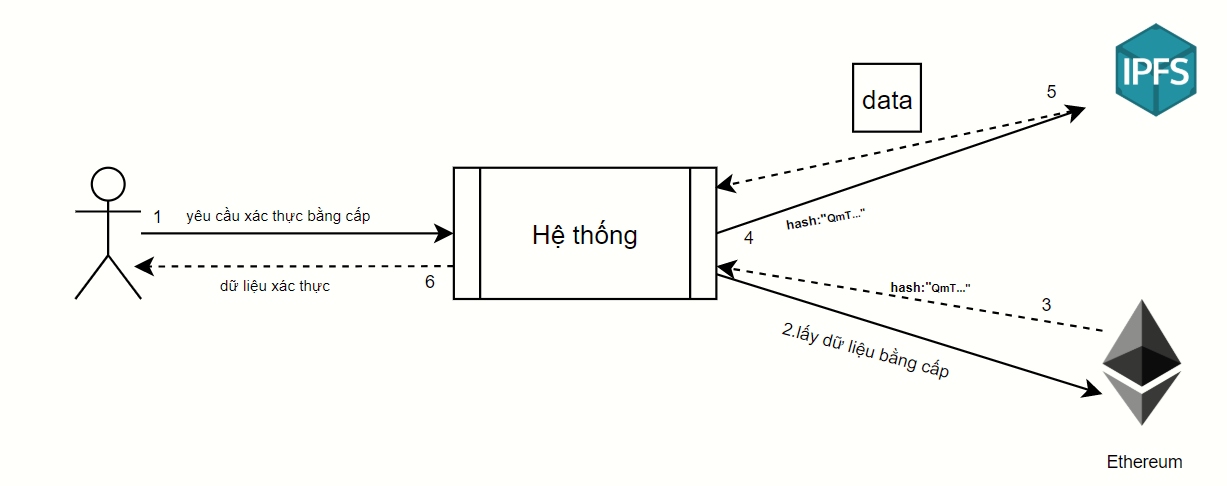 IPFS
data
5
1
yêu cầu xác thực bằng cấp
Hệ thống
hash:"QmT..."
4
dữ liệu xác thực
6
hash:"QmT..."
3
2.lấy dữ liệu bằng cấp
Ethereum